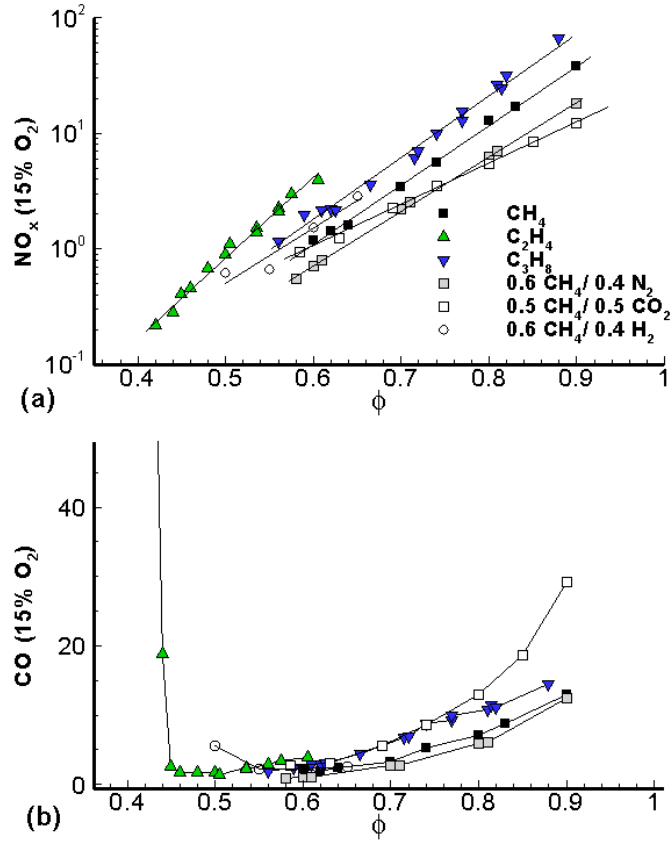 10²
10¹
10⁰
10⁻¹
NOₓ (15% O₂)
CH₄
C₂H₄
C₃H₈
0.6 CH₄/ 0.4 N₂
0.5 CH₄/ 0.5 CO₂
0.6 CH₄/ 0.4 H₂
0.4 0.5 0.6 0.7 0.8 0.9 1
(a)
ϕ
40
20
0
CO (15% O₂)
0.4 0.5 0.6 0.7 0.8 0.9 1
(b)
ϕ